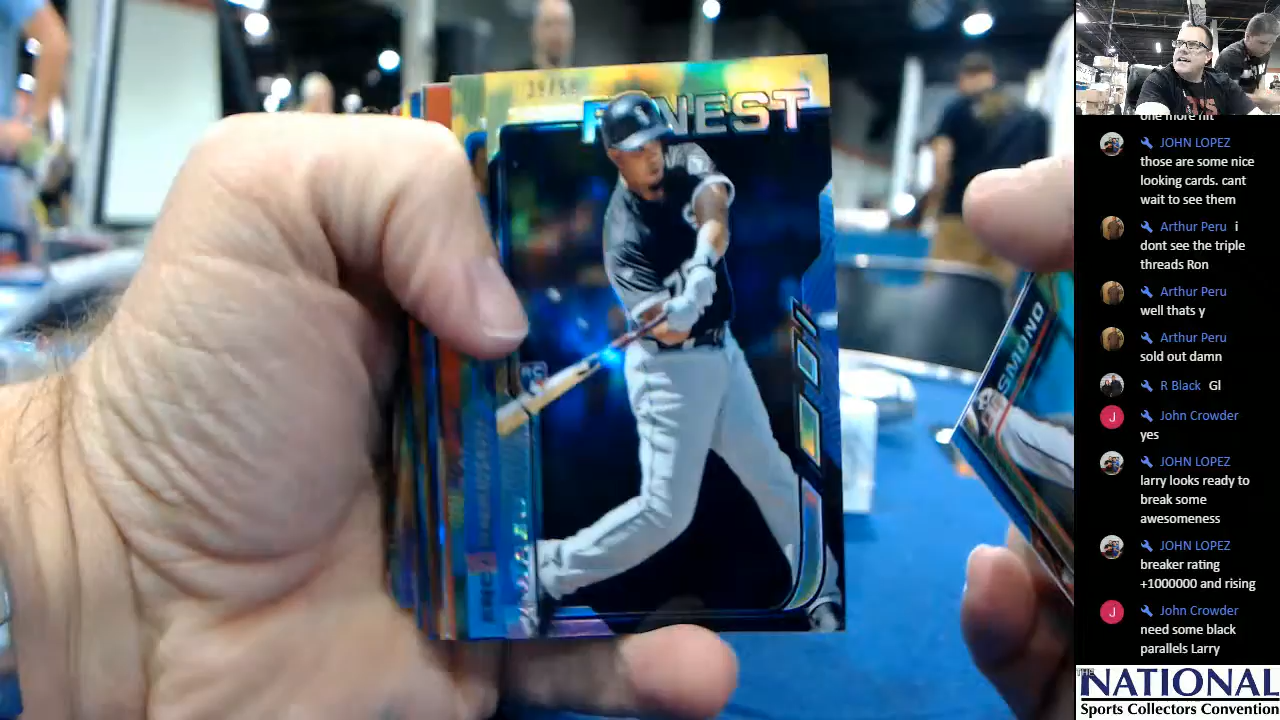 FINEST
RC
SMOND
one more hit
JOHN LOPEZ
those are some nice
looking cards. cant
wait to see them
Arthur Peru i
dont see the triple
threads Ron
Arthur Peru
well thats y
Arthur Peru
sold out damn
R Black Gl
J John Crowder
yes
JOHN LOPEZ
larry looks ready to
break some
awesomeness
JOHN LOPEZ
breaker rating
+1000000 and rising
J John Crowder
need some black
parallels Larry
THE
NATIONAL
Sports Collectors Convention